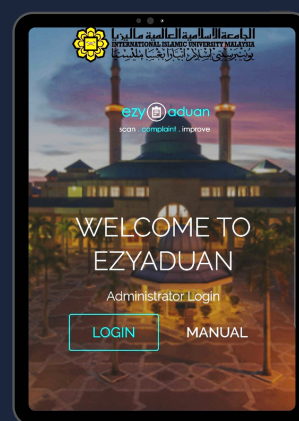 الجامعة الإسلامية العالمية ماليزيا
INTERNATIONAL ISLAMIC UNIVERSITY MALAYSIA
ezy aduan
scan . complaint . improve
WELCOME TO
EZYADUAN
Administrator Login
LOGIN MANUAL